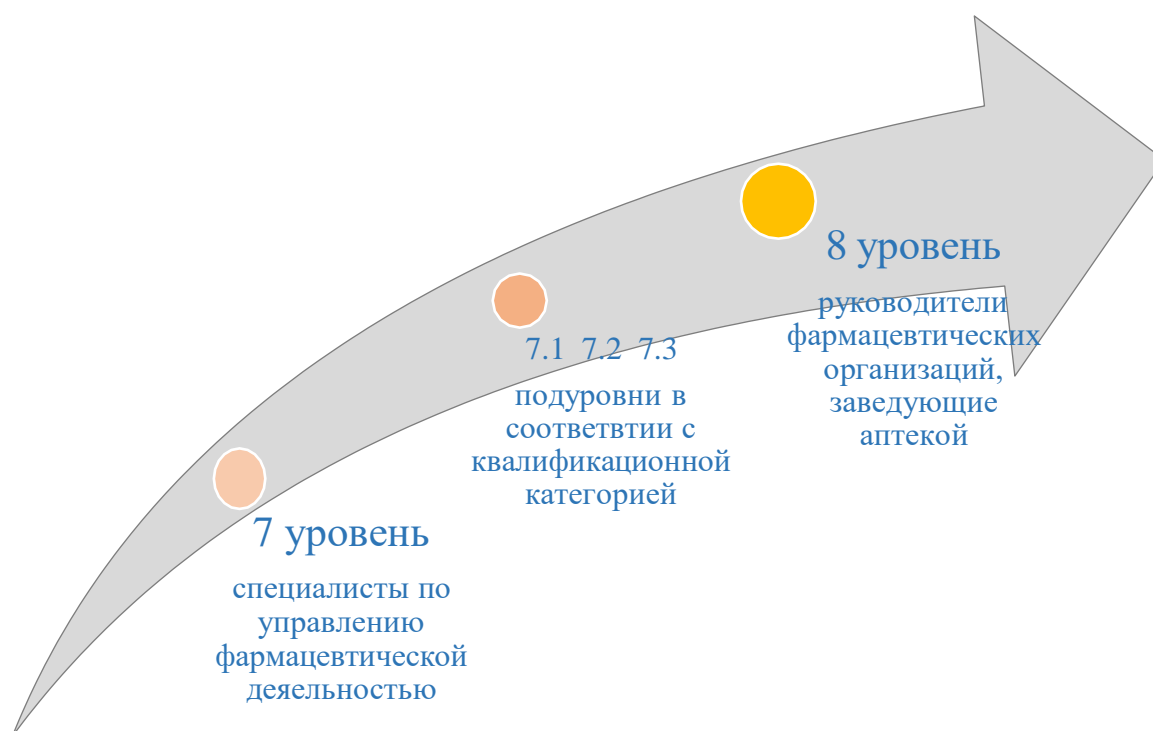 7 уровень
специалисты по
управлению
фармацевтической
деяельностью
7.1 7.2 7.3
подуровни в
соответвтии с
квалификационной
категорией
8 уровень
руководители
фармацевтических
организаций,
заведующие
аптекой